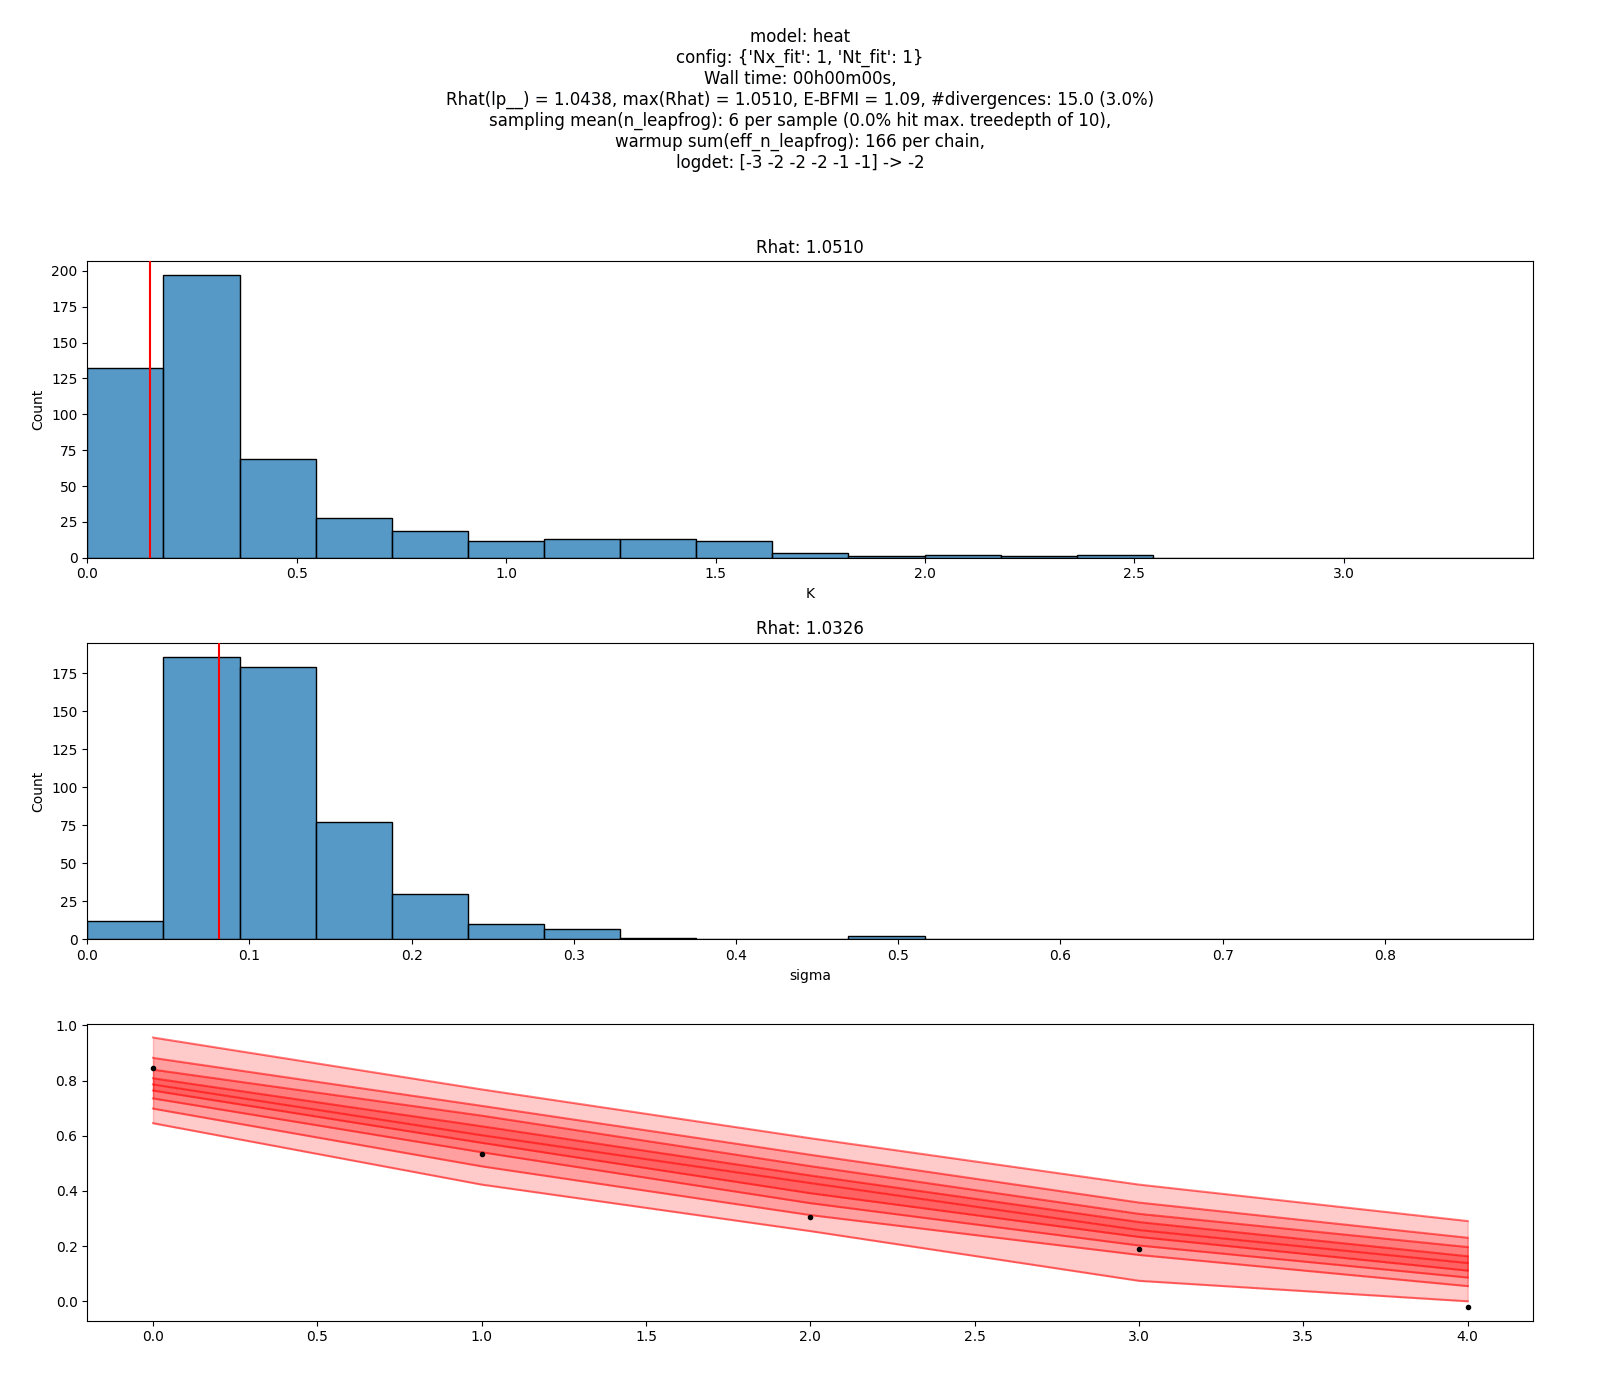 model: heat
config: {'Nx_fit': 1, 'Nt_fit': 1}
Wall time: 00h00m00s,
Rhat(lp__) = 1.0438, max(Rhat) = 1.0510, E-BFMI = 1.09, #divergences: 15.0 (3.0%)
sampling mean(n_leapfrog): 6 per sample (0.0% hit max. treedepth of 10),
warmup sum(eff_n_leapfrog): 166 per chain,
logdet: [-3 -2 -2 -2 -1 -1] -> -2
Rhat: 1.0510
200
175
150
125
100
75
50
25
0
Count
0.0 0.5 1.0 1.5 2.0 2.5 3.0
K
Rhat: 1.0326
175
150
125
100
75
50
25
0
Count
0.0 0.1 0.2 0.3 0.4 0.5 0.6 0.7 0.8
sigma
1.0
0.8
0.6
0.4
0.2
0.0
0.0 0.5 1.0 1.5 2.0 2.5 3.0 3.5 4.0